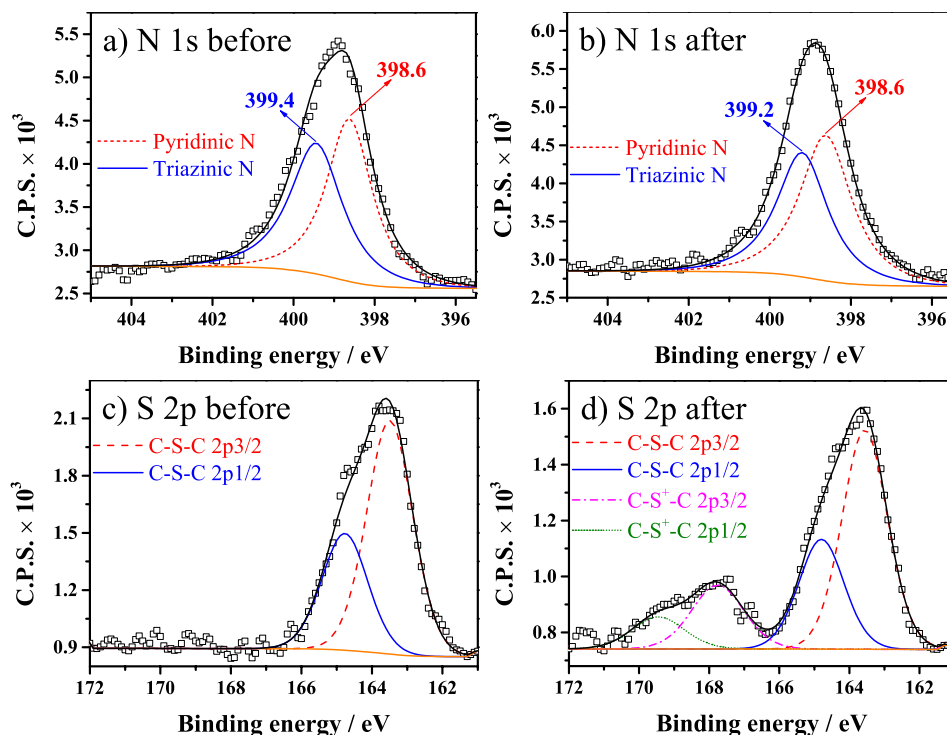 a) N 1s before
399.4
398.6
Pyridinic N
Triazinic N
C.P.S. × 10³
5.5
5.0
4.5
4.0
3.5
3.0
2.5
404 402 400 398 396
Binding energy / eV
b) N 1s after
399.2
398.6
Pyridinic N
Triazinic N
C.P.S. × 10³
6.0
5.5
5.0
4.5
4.0
3.5
3.0
2.5
404 402 400 398 396
Binding energy / eV
c) S 2p before
C-S-C 2p3/2
C-S-C 2p1/2
C.P.S. × 10³
2.1
1.8
1.5
1.2
0.9
172 170 168 166 164 162
Binding energy / eV
d) S 2p after
C-S-C 2p3/2
C-S-C 2p1/2
C-S⁺-C 2p3/2
C-S⁺-C 2p1/2
C.P.S. × 10³
1.6
1.4
1.2
1.0
0.8
172 170 168 166 164 162
Binding energy / eV